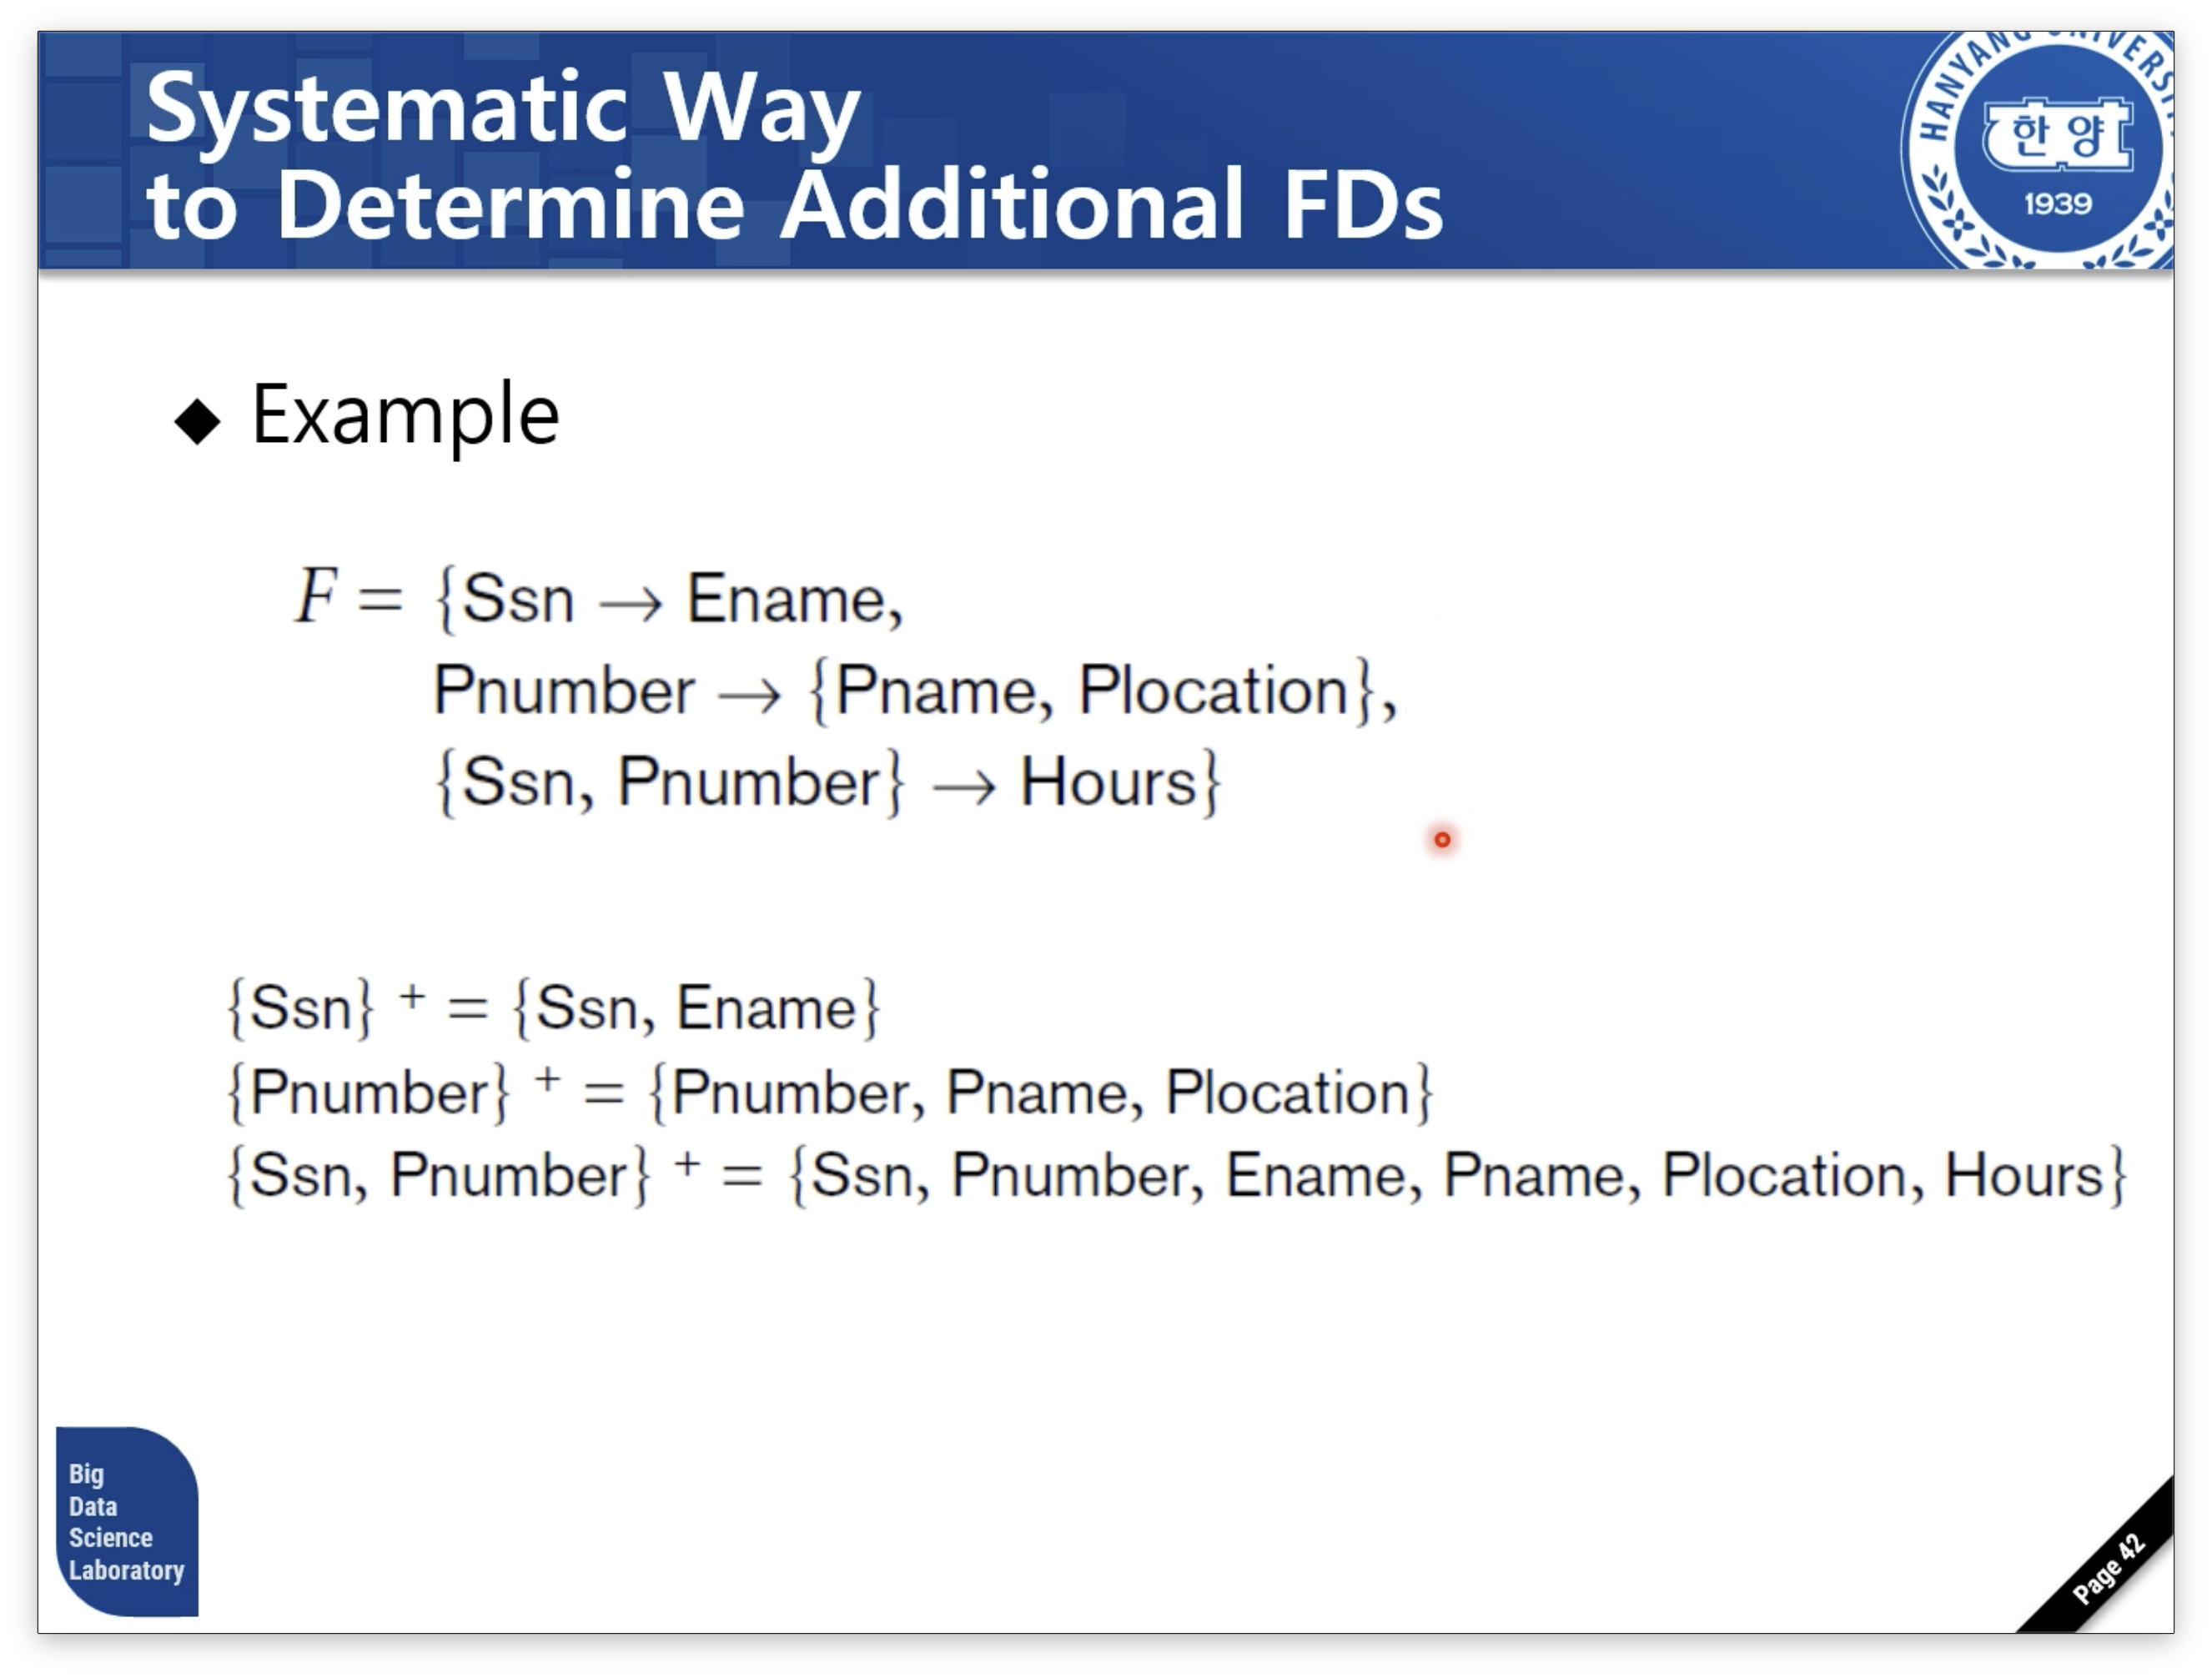 Systematic Way
to Determine Additional FDs
HANYANG UNIVERSI
한양
1939
◆ Example
F = {Ssn → Ename,
Pnumber → {Pname, Plocation},
{Ssn, Pnumber} → Hours}
{Ssn} + = {Ssn, Ename}
{Pnumber} + = {Pnumber, Pname, Plocation}
{Ssn, Pnumber} + = {Ssn, Pnumber, Ename, Pname, Plocation, Hours}
Big
Data
Science
Laboratory
Page 42